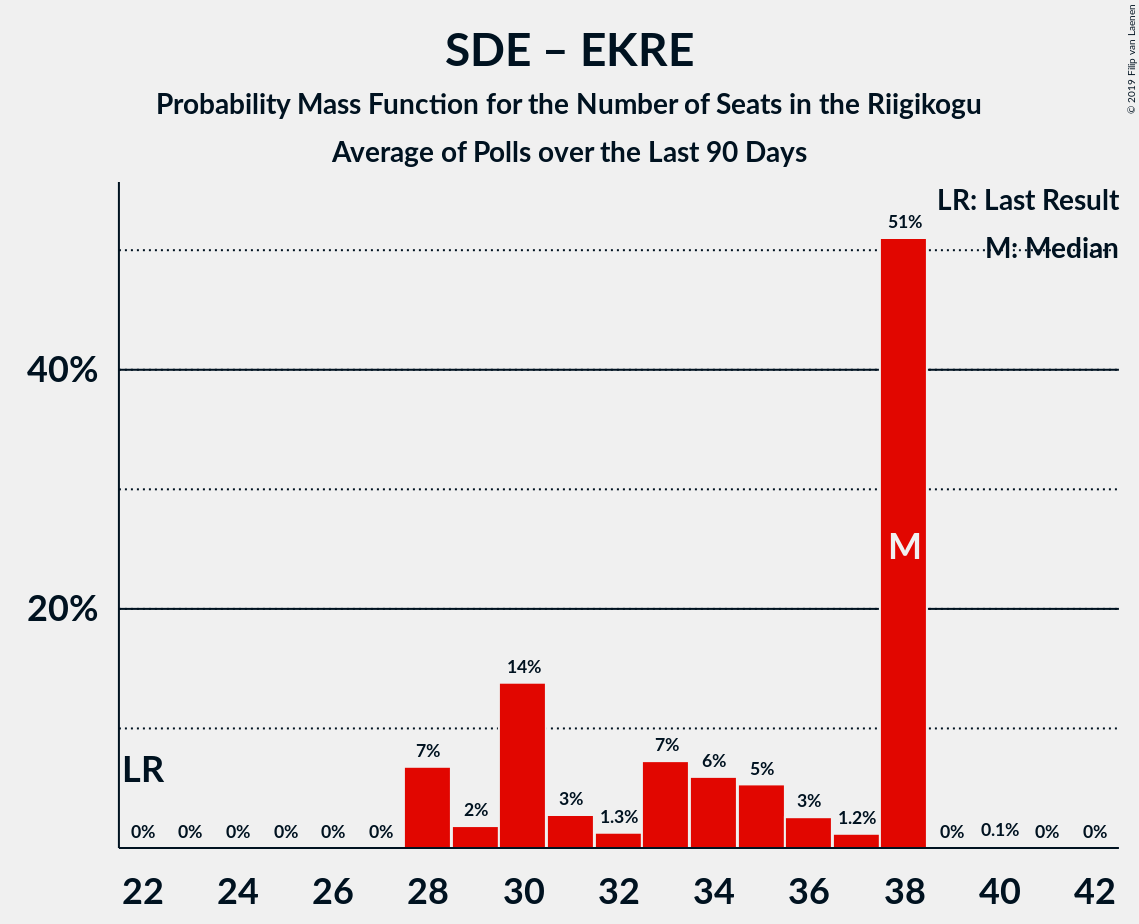 SDE – EKRE
Probability Mass Function for the Number of Seats in the Riigikogu
Average of Polls over the Last 90 Days
© 2019 Filip van Laenen
LR: Last Result
M: Median
40%
20%
51%
14%
7%
2%
3%
1.3%
7%
6%
5%
3%
1.2%
0% 0% 0% 0% 0% 0%
0% 0.1% 0% 0%
LR
M
22 24 26 28 30 32 34 36 38 40 42